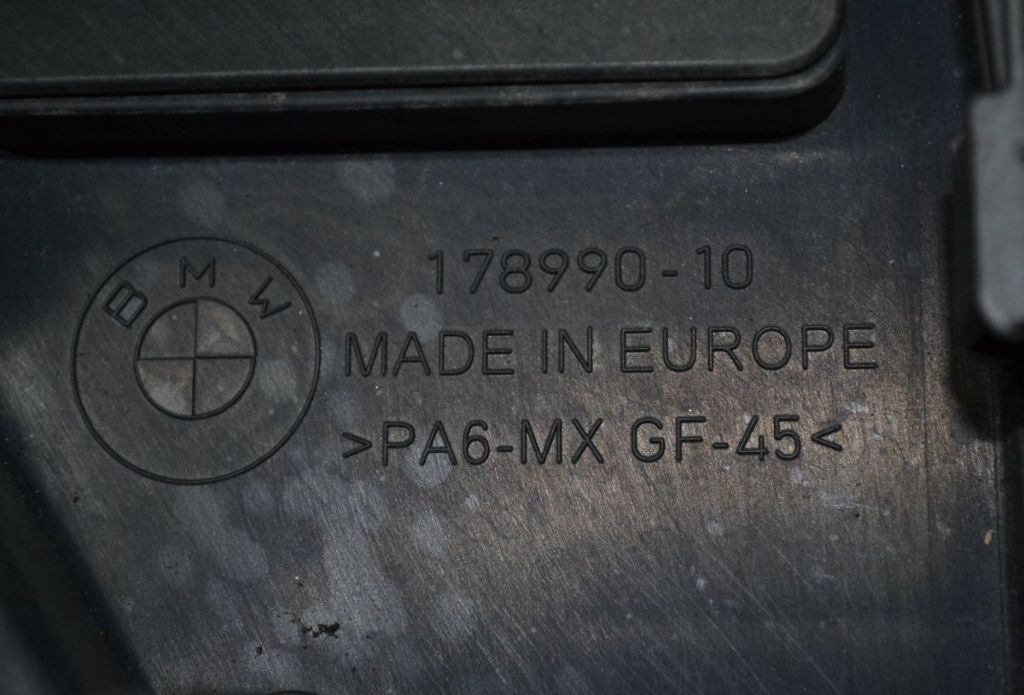 BMW
178990-10
MADE IN EUROPE
>PA6-MX GF-45<